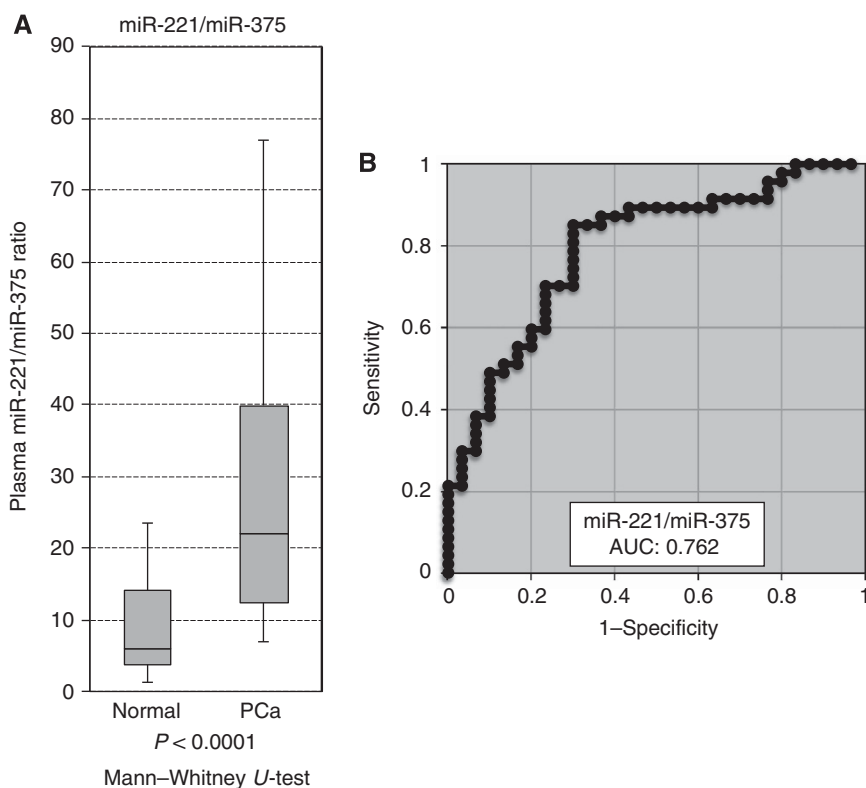 A
miR-221/miR-375
Plasma miR-221/miR-375 ratio
90
80
70
60
50
40
30
20
10
0
Normal PCa
P < 0.0001
Mann–Whitney U-test
B
Sensitivity
1
0.8
0.6
0.4
0.2
0
miR-221/miR-375
AUC: 0.762
0 0.2 0.4 0.6 0.8 1
1–Specificity